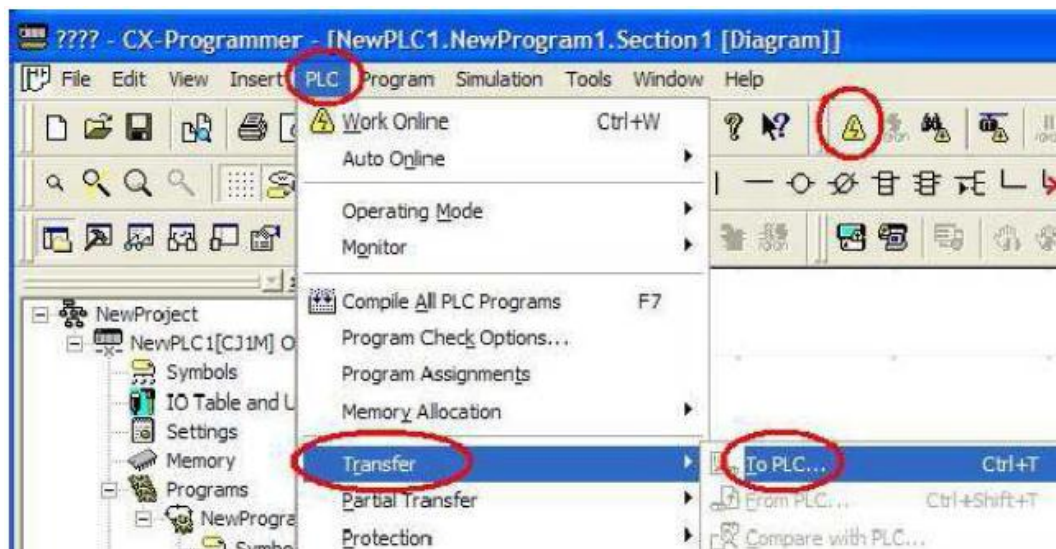 ???? - CX-Programmer - [NewPLC1.NewProgram1.Section1 [Diagram]]
File Edit View Insert PLC Program Simulation Tools Window Help
Work Online Ctrl+W
Auto Online
Operating Mode
Monitor
Compile All PLC Programs F7
NewProject
Program Check Options...
NewPLC1[CJ1M] O
Symbols
Program Assignments
IO Table and U
Memory Allocation
Settings
Memory
Transfer To PLC... Ctrl+T
Programs
Partial Transfer From PLC... Ctrl+Shift+T
NewProgra
Protection Compare with PLC...
Symbo